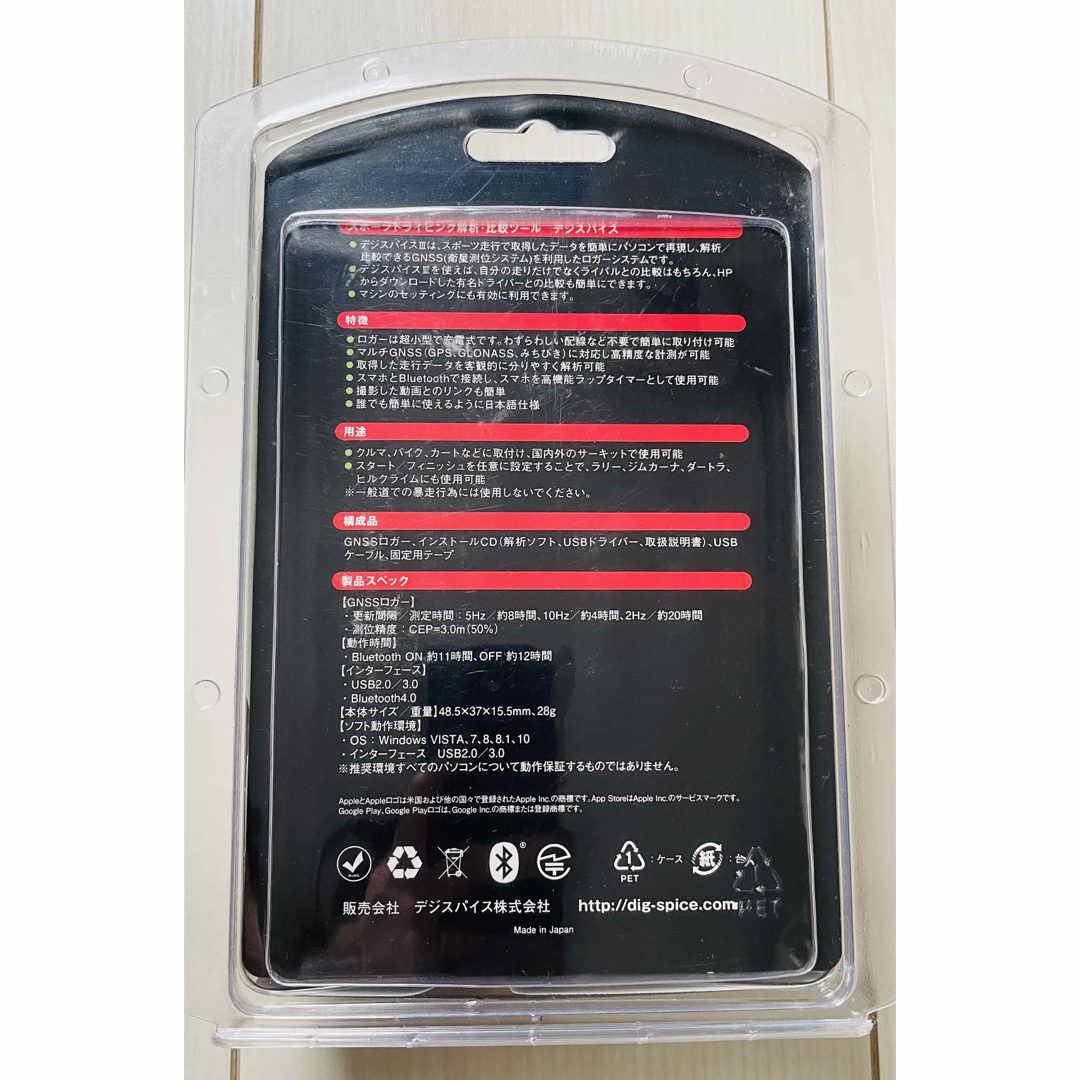 スポーツドライビング解析・比較ツール　デジスパイス
● デジスパイスⅢは、スポーツ走行で取得したデータを簡単にパソコンで再現し、解析／
比較できるGNSS(衛星測位システム)を利用したロガーシステムです。
● デジスパイスⅢを使えば、自分の走りだけでなくライバルとの比較はもちろん、HP
からダウンロードした有名ドライバーとの比較も簡単にできます。
● マシンのセッティングにも有効に利用できます。
特徴
● ロガーは超小型で充電式です。わずらわしい配線など不要で簡単に取り付け可能
● マルチGNSS(GPS、GLONASS、みちびき)に対応し高精度な計測が可能
● 取得した走行データを客観的に分りやすく解析可能
● スマホとBluetoothで接続し、スマホを高機能ラップタイマーとして使用可能
● 撮影した動画とのリンクも簡単
● 誰でも簡単に使えるように日本語仕様
用途
● クルマ、バイク、カートなどに取付け、国内外のサーキットで使用可能
● スタート／フィニッシュを任意に設定することで、ラリー、ジムカーナ、ダートラ、
ヒルクライムにも使用可能
※一般道での暴走行為には使用しないでください。
構成品
GNSSロガー、インストールCD(解析ソフト、USBドライバー、取扱説明書)、USB
ケーブル、固定用テープ
製品スペック
【GNSSロガー】
・更新間隔／測定時間：5Hz／約8時間、10Hz／約4時間、2Hz／約20時間
・測位精度：CEP=3.0m(50%)
【動作時間】
・Bluetooth ON 約11時間、OFF 約12時間
【インターフェース】
・USB2.0／3.0
・Bluetooth4.0
【本体サイズ／重量】48.5×37×15.5mm、28g
【ソフト動作環境】
・OS：Windows VISTA、7、8、8.1、10
・インターフェース　USB2.0／3.0
※推奨環境すべてのパソコンについて動作保証するものではありません。
AppleとAppleロゴは米国および他の国々で登録されたApple Inc.の商標です。App StoreはApple Inc.のサービスマークです。
Google Play、Google Playロゴは、Google Inc.の商標または登録商標です。
® 1 PET：ケース 紙：台
1 PET
販売会社　デジスパイス株式会社　http://dig-spice.com
Made in Japan